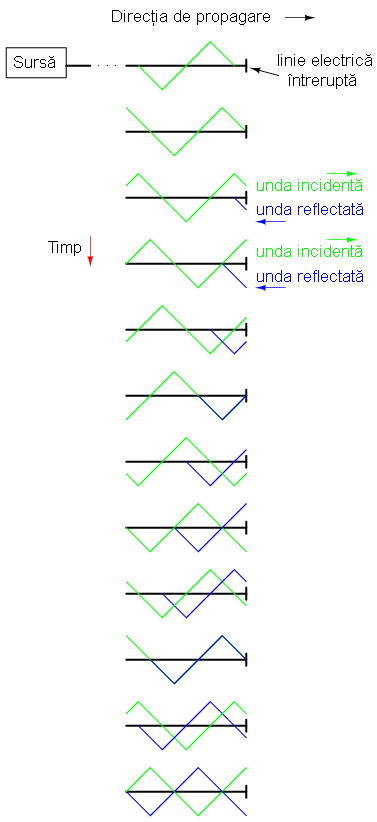 Direcția de propagare
Sursă
linie electrică
întreruptă
unda incidentă
unda reflectată
Timp
unda incidentă
unda reflectată